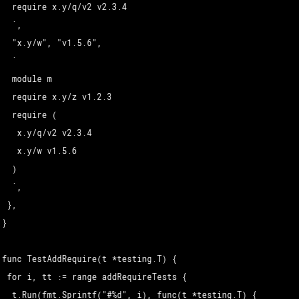 require x.y/q/v2 v2.3.4
`,
"x.y/w", "v1.5.6",
`
module m
require x.y/z v1.2.3
require (
x.y/q/v2 v2.3.4
x.y/w v1.5.6
)
`,
},
}
func TestAddRequire(t *testing.T) {
for i, tt := range addRequireTests {
t.Run(fmt.Sprintf("#%d", i), func(t *testing.T) {